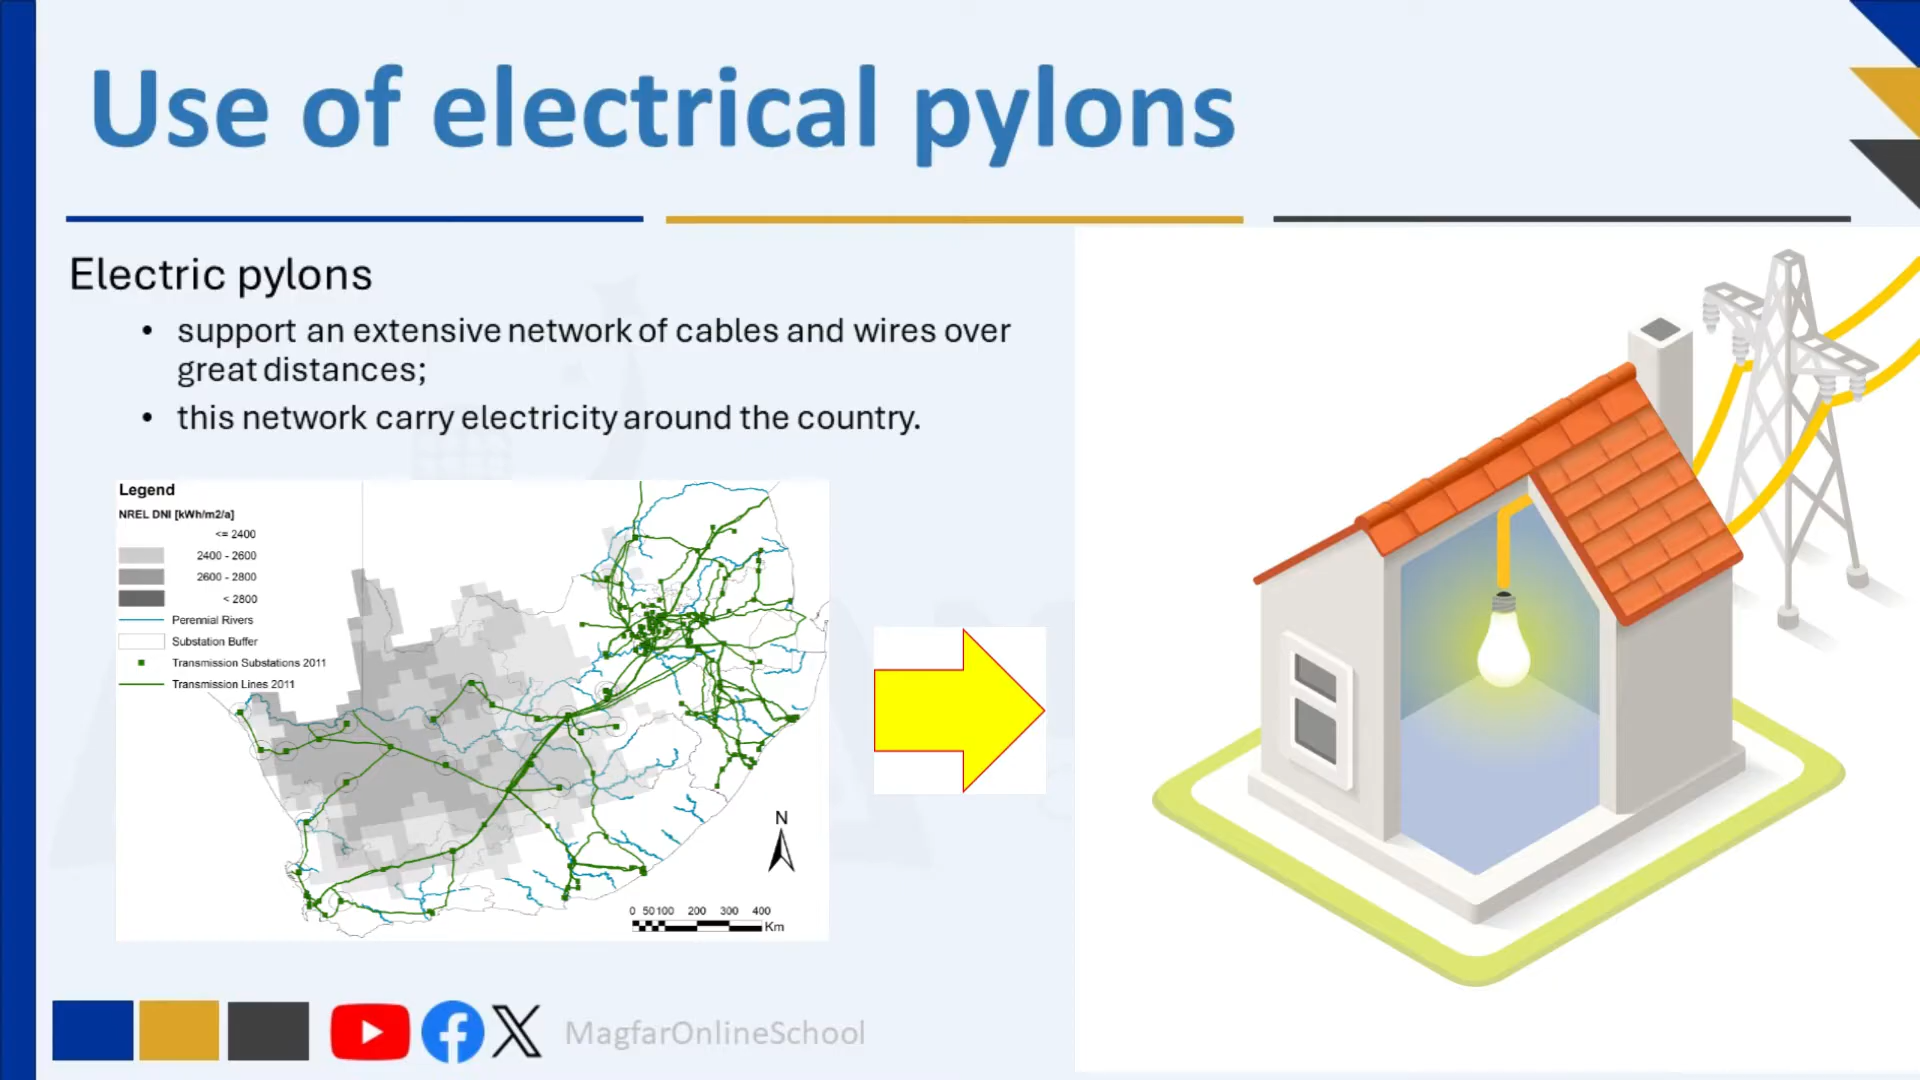 Use of electrical pylons
Electric pylons
• support an extensive network of cables and wires over
great distances;
• this network carry electricity around the country.
Legend
NREL DNI [kWh/m2/a]
<= 2400
2400 - 2600
2600 - 2800
< 2800
Perennial Rivers
Substation Buffer
Transmission Substations 2011
Transmission Lines 2011
N
0 50 100 200 300 400
Km
MagfarOnlineSchool